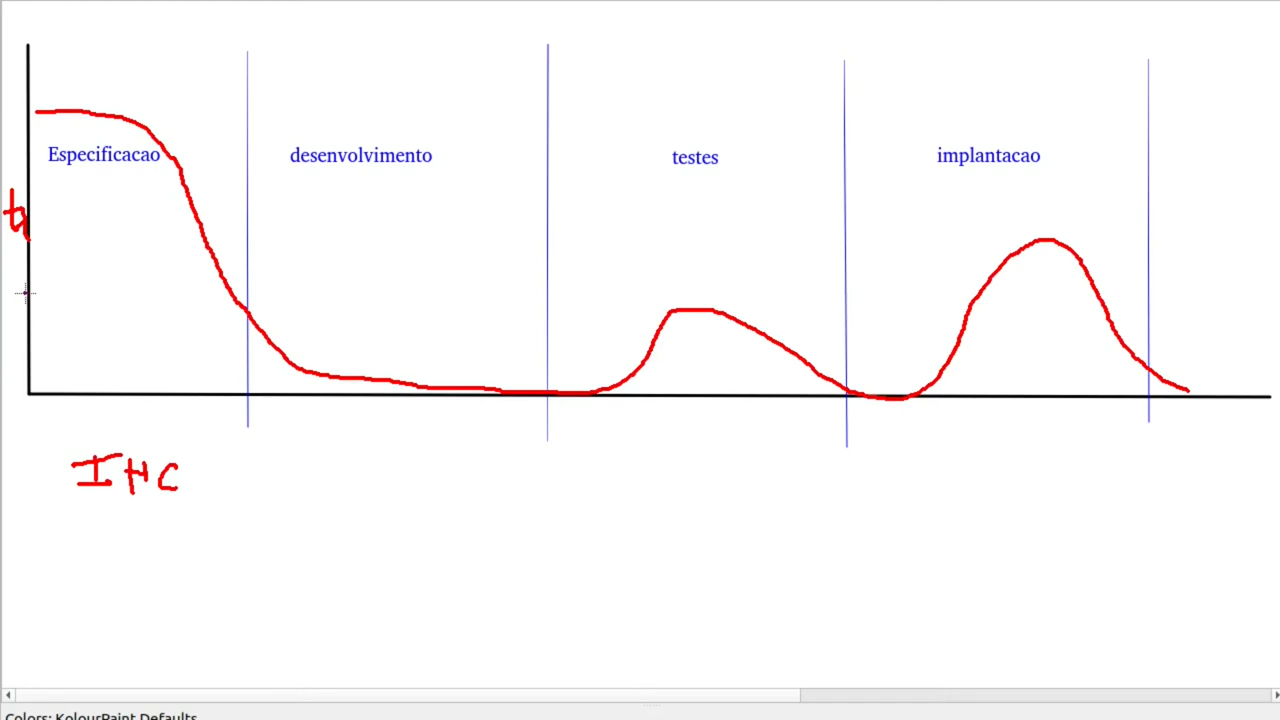 Especificacao desenvolvimento testes implantacao
IHC
Colors: KolourPaint Defaults